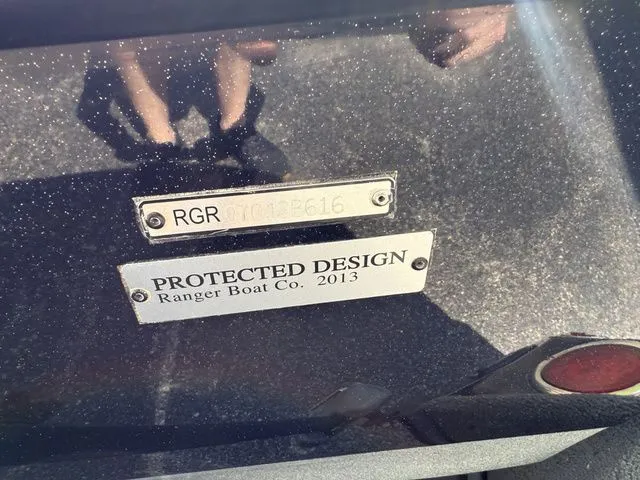 RGR
PROTECTED DESIGN
Ranger Boat Co. 2013